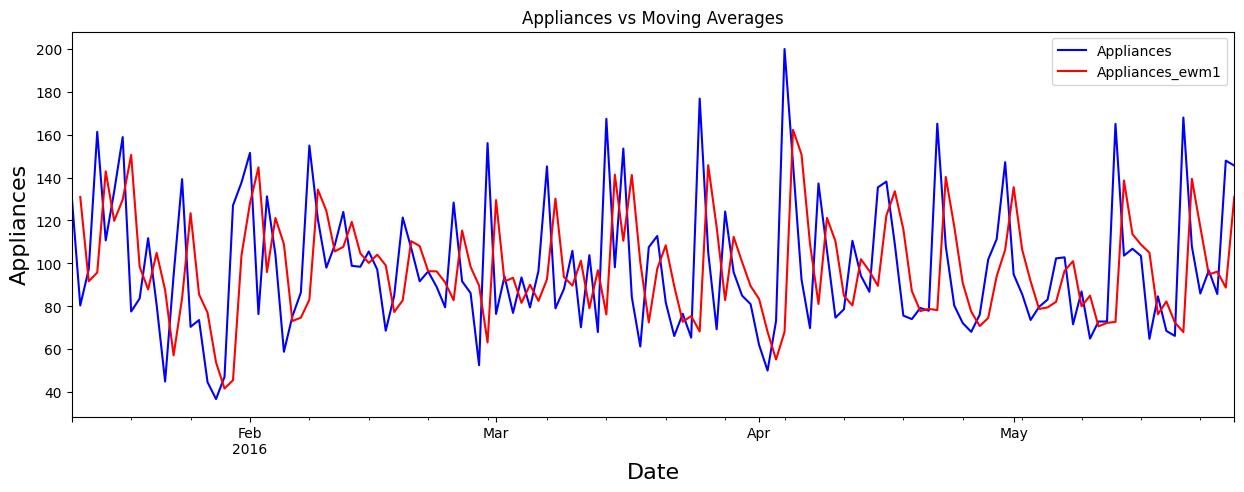 Appliances vs Moving Averages
Appliances
Appliances_ewm1
200
180
160
140
120
100
80
60
40
Appliances
Feb
2016
Mar
Apr
May
Date